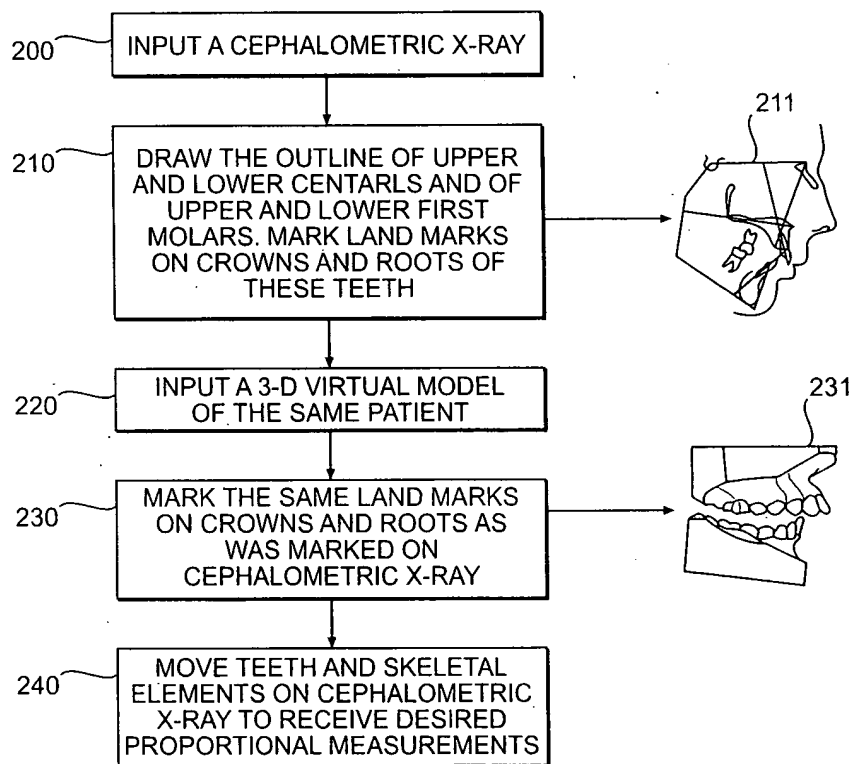 200
INPUT A CEPHALOMETRIC X-RAY
210
DRAW THE OUTLINE OF UPPER
AND LOWER CENTARLS AND OF
UPPER AND LOWER FIRST
MOLARS. MARK LAND MARKS
ON CROWNS AND ROOTS OF
THESE TEETH
211
220
INPUT A 3-D VIRTUAL MODEL
OF THE SAME PATIENT
230
MARK THE SAME LAND MARKS
ON CROWNS AND ROOTS AS
WAS MARKED ON
CEPHALOMETRIC X-RAY
231
240
MOVE TEETH AND SKELETAL
ELEMENTS ON CEPHALOMETRIC
X-RAY TO RECEIVE DESIRED
PROPORTIONAL MEASUREMENTS